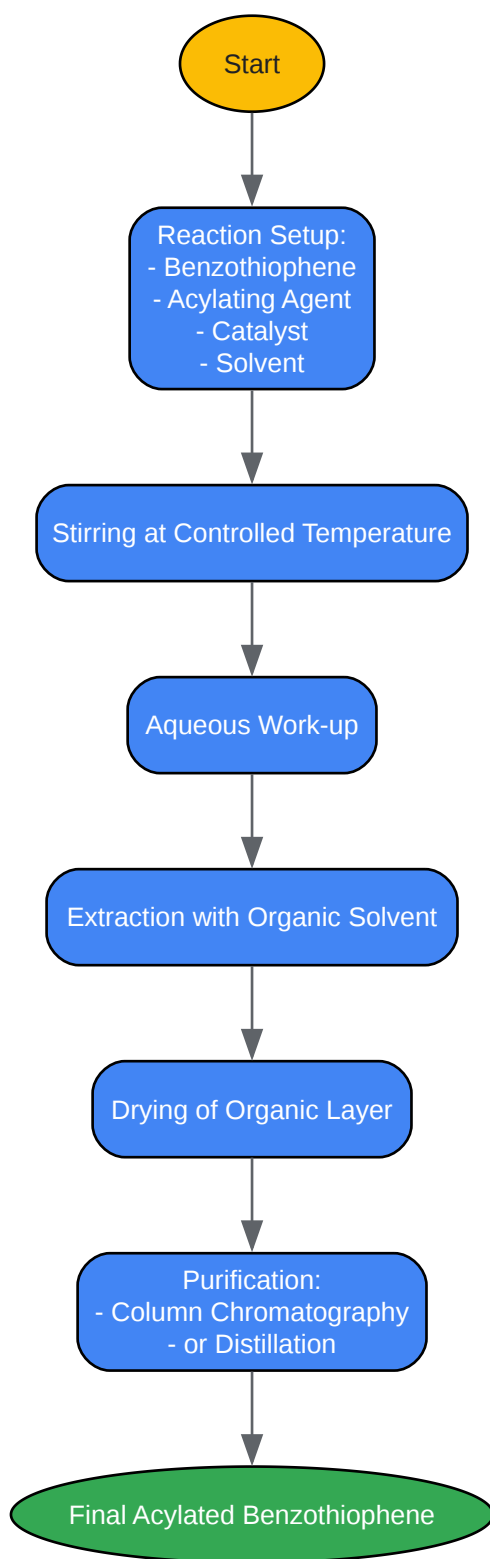 Start
Reaction Setup:
- Benzothiophene
- Acylating Agent
- Catalyst
- Solvent
Stirring at Controlled Temperature
Aqueous Work-up
Extraction with Organic Solvent
Drying of Organic Layer
Purification:
- Column Chromatography
- or Distillation
Final Acylated Benzothiophene